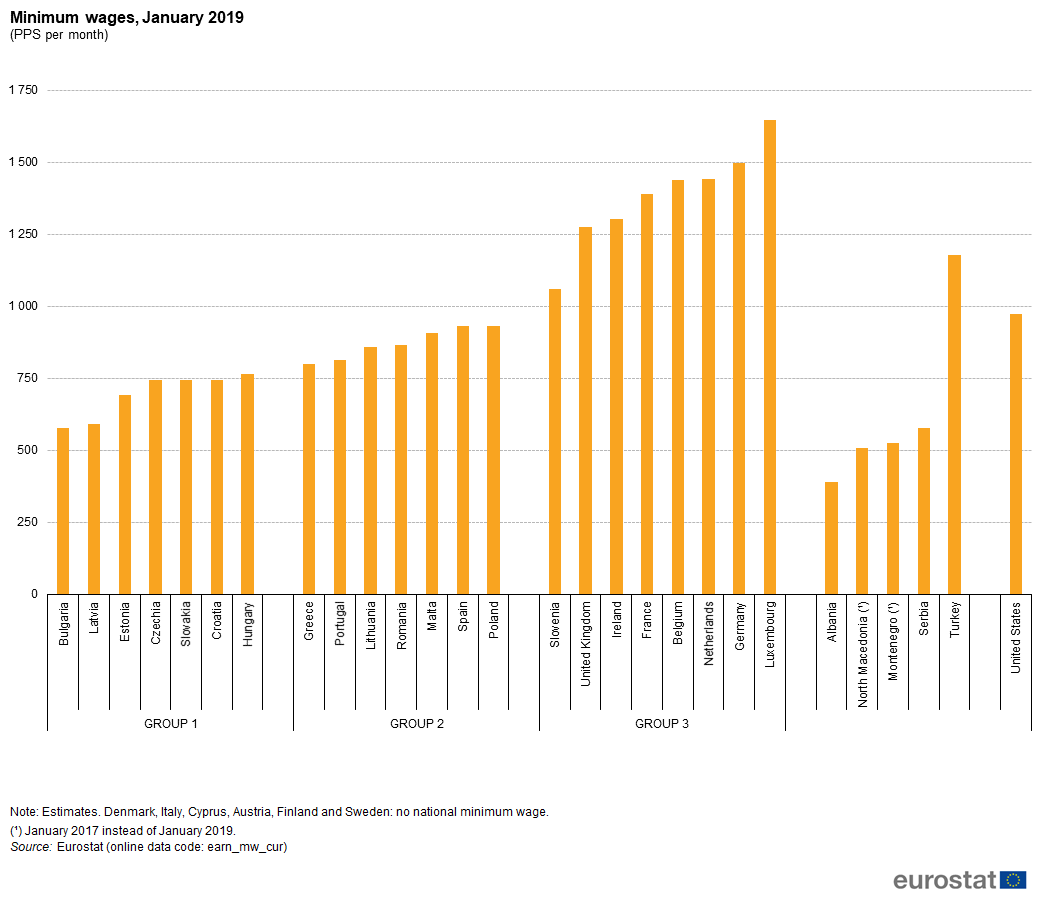 Minimum wages, January 2019
(PPS per month)
1 750
1 500
1 250
1 000
750
500
250
0
Bulgaria
Latvia
Estonia
Czechia
Slovakia
Croatia
Hungary
Greece
Portugal
Lithuania
Romania
Malta
Spain
Poland
Slovenia
United Kingdom
Ireland
France
Belgium
Netherlands
Germany
Luxembourg
Albania
North Macedonia (¹)
Montenegro (¹)
Serbia
Turkey
United States
GROUP 1
GROUP 2
GROUP 3
Note: Estimates. Denmark, Italy, Cyprus, Austria, Finland and Sweden: no national minimum wage.
(¹) January 2017 instead of January 2019.
Source: Eurostat (online data code: earn_mw_cur)
eurostat